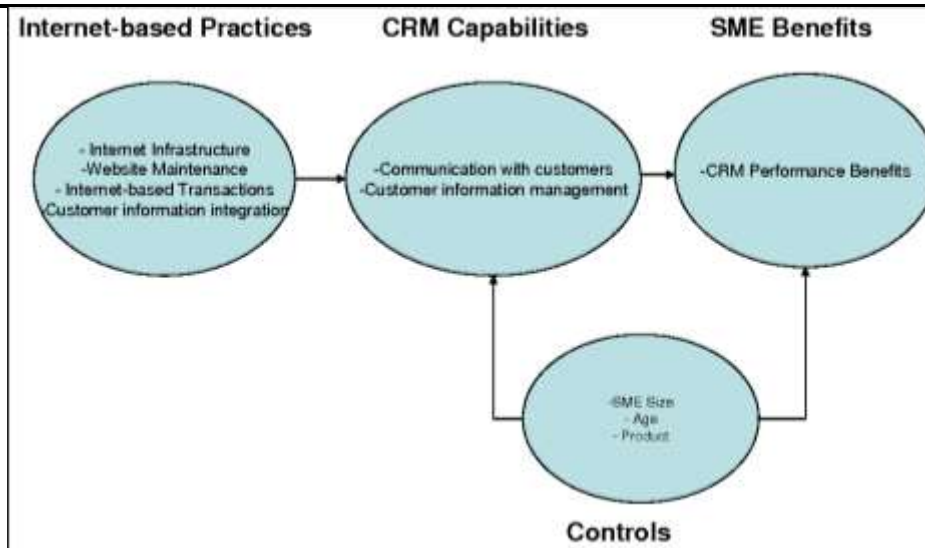 Internet-based Practices
CRM Capabilities
SME Benefits
- Internet Infrastructure
-Website Maintenance
- Internet-based Transactions
-Customer information integration
-Communication with customers
-Customer information management
-CRM Performance Benefits
-SME Size
- Age
- Product
Controls